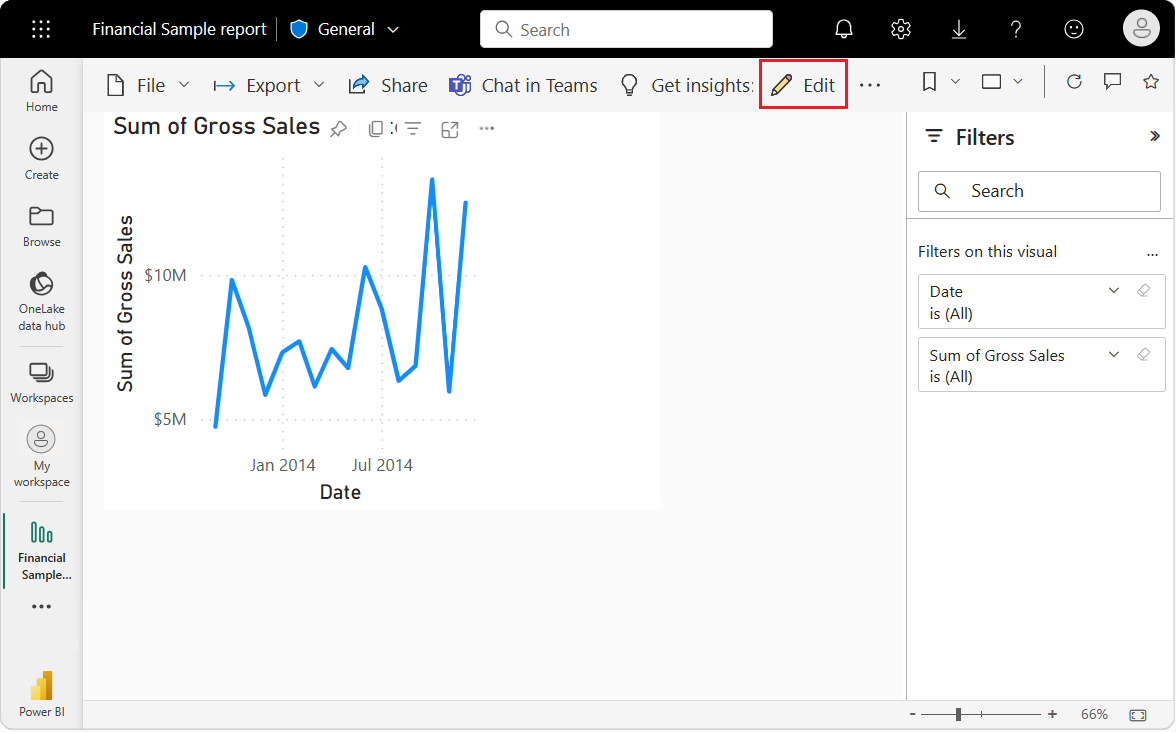 Financial Sample report
General
Search
Home
Create
Browse
OneLake
data hub
Workspaces
My
workspace
Financial
Sample...
Power BI
File
Export
Share
Chat in Teams
Get insights
Edit
Sum of Gross Sales
Sum of Gross Sales
$10M
$5M
Jan 2014
Jul 2014
Date
Filters
Search
Filters on this visual
Date
is (All)
Sum of Gross Sales
is (All)
- + 66%